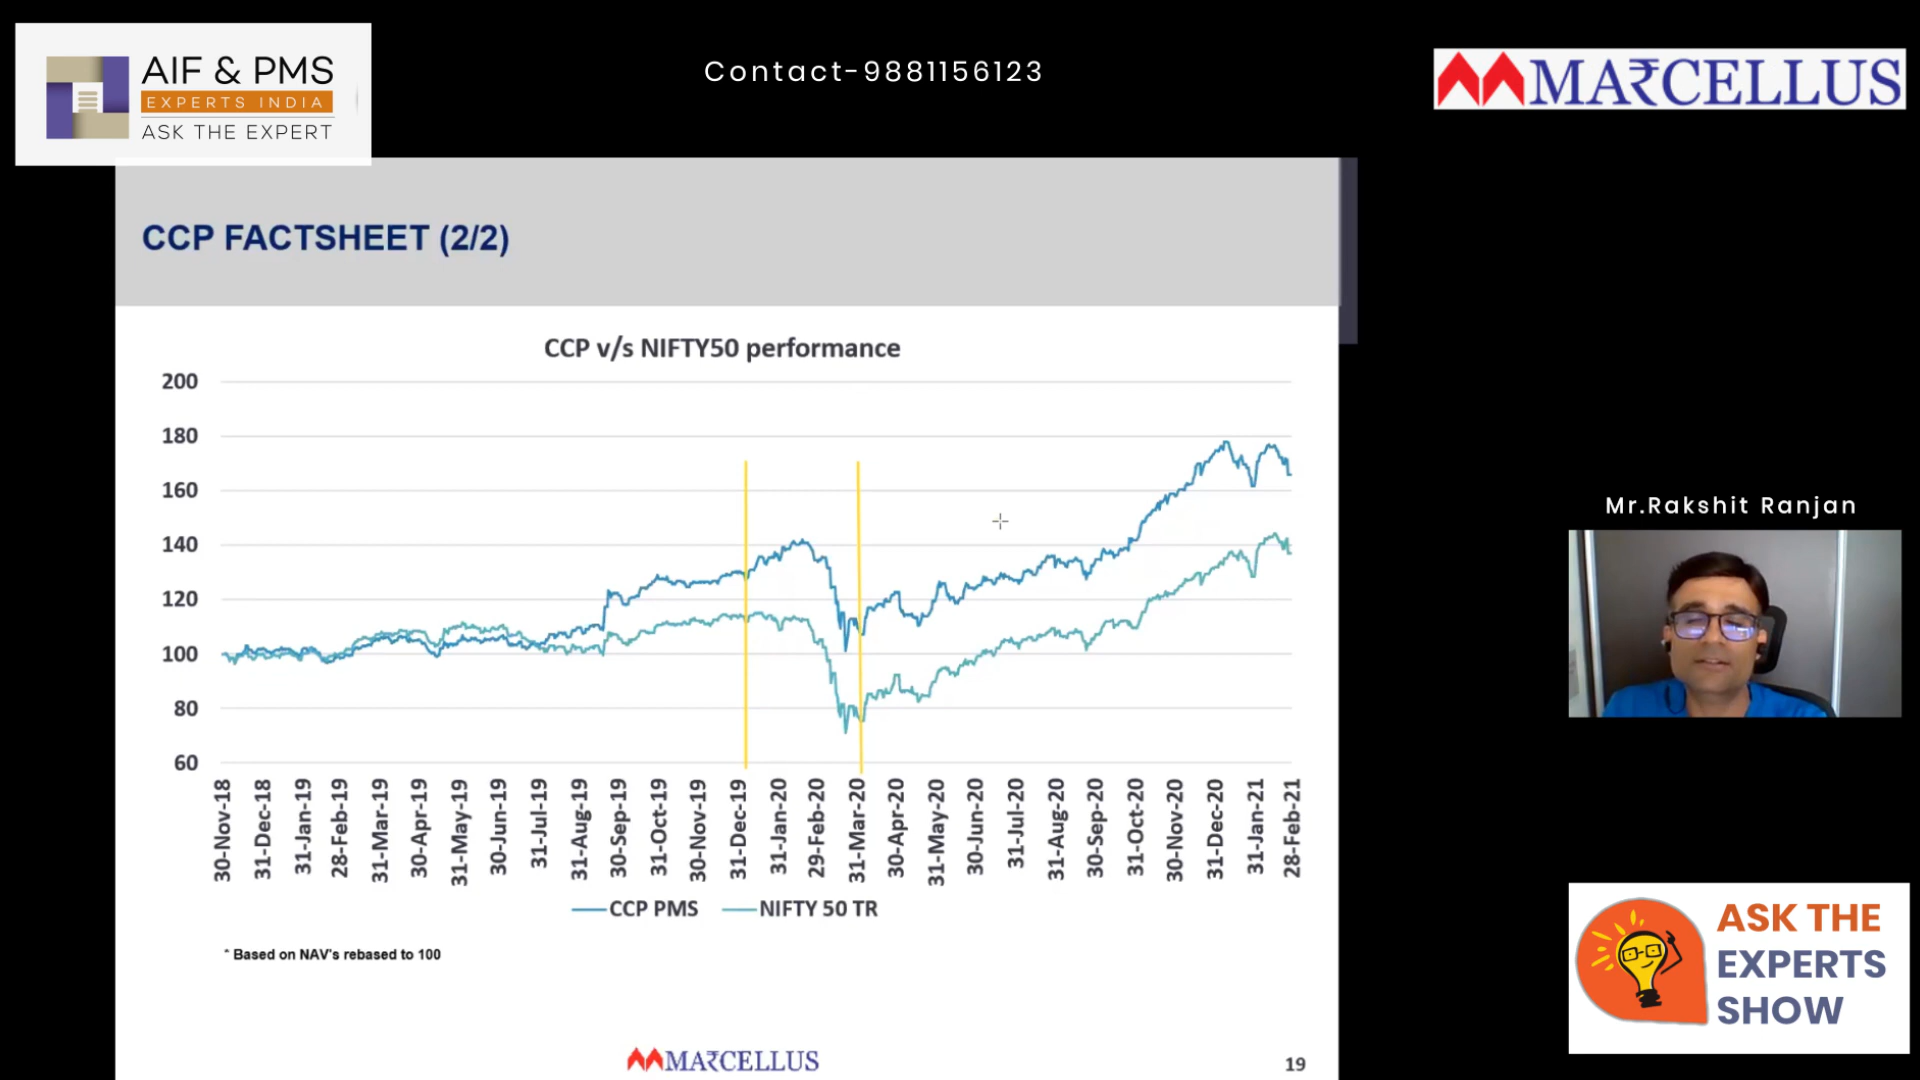 AIF & PMS
EXPERTS INDIA
ASK THE EXPERT
Contact-9881156123
MA₹CELLUS
CCP FACTSHEET (2/2)
CCP v/s NIFTY50 performance
200
180
160
140
120
100
80
60
30-Nov-18
31-Dec-18
31-Jan-19
28-Feb-19
31-Mar-19
30-Apr-19
31-May-19
30-Jun-19
31-Jul-19
31-Aug-19
30-Sep-19
31-Oct-19
30-Nov-19
31-Dec-19
31-Jan-20
29-Feb-20
31-Mar-20
30-Apr-20
31-May-20
30-Jun-20
31-Jul-20
31-Aug-20
30-Sep-20
31-Oct-20
30-Nov-20
31-Dec-20
31-Jan-21
28-Feb-21
CCP PMS
NIFTY 50 TR
* Based on NAV's rebased to 100
MA₹CELLUS
19
Mr.Rakshit Ranjan
ASK THE
EXPERTS
SHOW